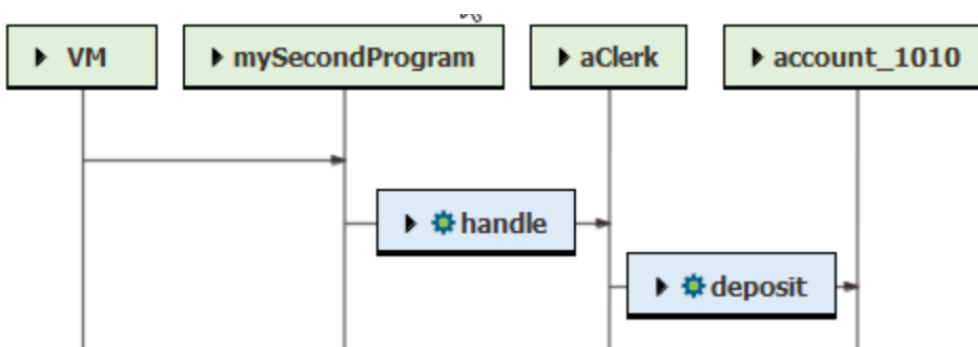 VM
mySecondProgram
aClerk
account_1010
handle
deposit